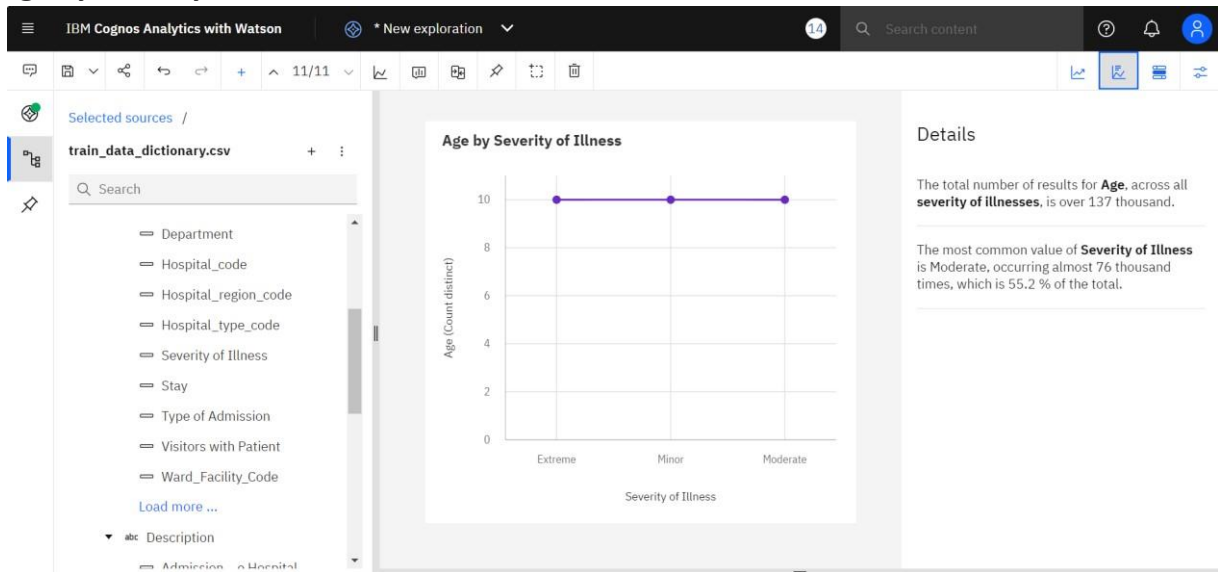 IBM Cognos Analytics with Watson
* New exploration
14
Search content
11/11
Selected sources /
train_data_dictionary.csv
Search
Department
Hospital_code
Hospital_region_code
Hospital_type_code
Severity of Illness
Stay
Type of Admission
Visitors with Patient
Ward_Facility_Code
Load more ...
abc Description
Age by Severity of Illness
10
8
6
4
2
0
Age (Count distinct)
Extreme
Minor
Moderate
Severity of Illness
Details
The total number of results for Age, across all
severity of illnesses, is over 137 thousand.
The most common value of Severity of Illness
is Moderate, occurring almost 76 thousand
times, which is 55.2 % of the total.